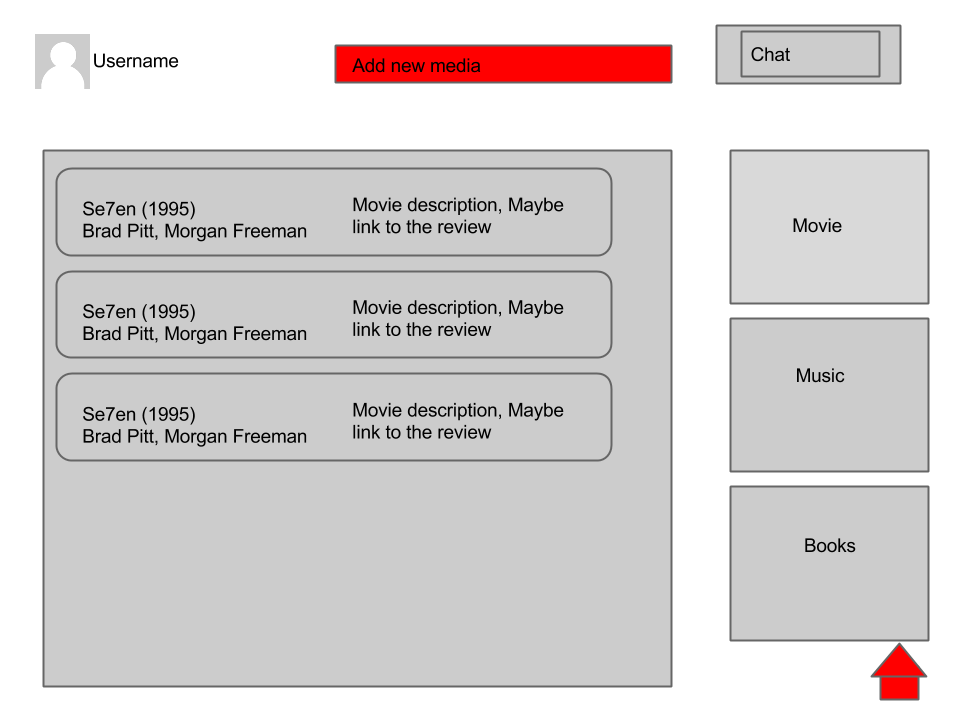 Username
Add new media
Chat
Se7en (1995)
Brad Pitt, Morgan Freeman
Movie description, Maybe
link to the review
Se7en (1995)
Brad Pitt, Morgan Freeman
Movie description, Maybe
link to the review
Se7en (1995)
Brad Pitt, Morgan Freeman
Movie description, Maybe
link to the review
Movie
Music
Books